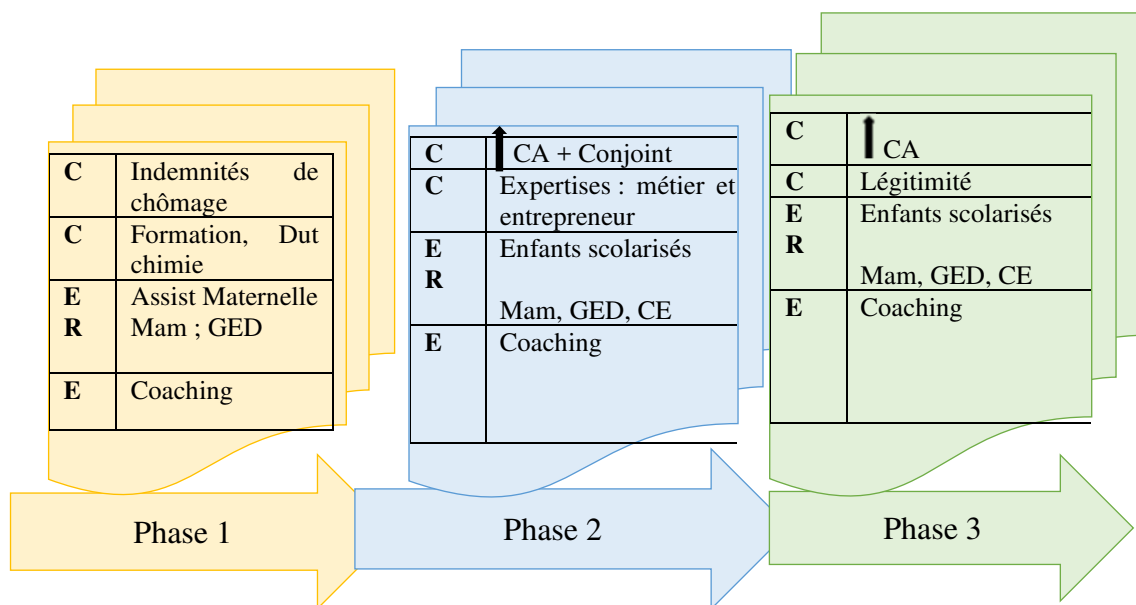 C Indemnités de
chômage
C Formation, Dut
chimie
E Assist Maternelle
R Mam ; GED
E Coaching
Phase 1
C CA + Conjoint
C Expertises : métier et
entrepreneur
E Enfants scolarisés
R
Mam, GED, CE
E Coaching
Phase 2
C
CA
C Légitimité
E Enfants scolarisés
R
Mam, GED, CE
E Coaching
Phase 3